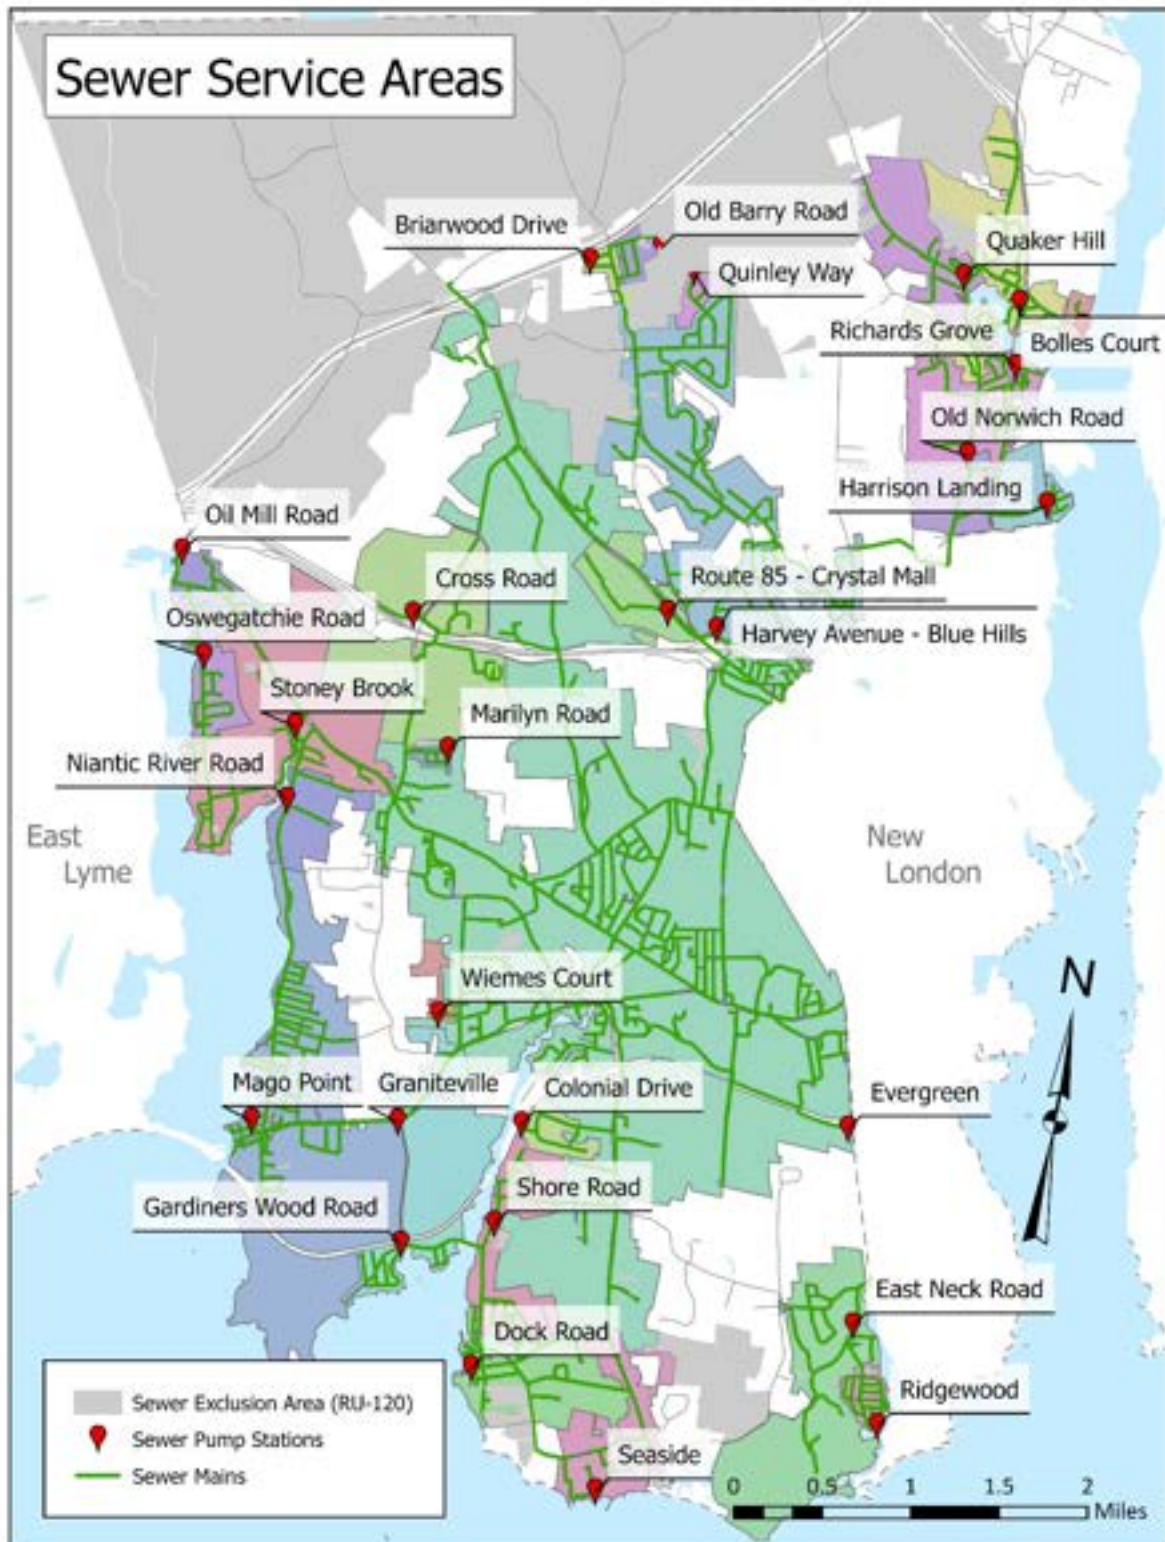 Sewer Service Areas
Briarwood Drive
Old Barry Road
Quaker Hill
Quinley Way
Richards Grove
Bolles Court
Old Norwich Road
Harrison Landing
Oil Mill Road
Cross Road
Route 85 - Crystal Mall
Oswegatchie Road
Harvey Avenue - Blue Hills
Stoney Brook
Marilyn Road
Niantic River Road
East
Lyme
New
London
Wiemes Court
N
Mago Point
Graniteville
Colonial Drive
Evergreen
Shore Road
Gardiners Wood Road
East Neck Road
Dock Road
Ridgewood
Sewer Exclusion Area (RU-120)
Sewer Pump Stations
Sewer Mains
Seaside
0 0.5 1 1.5 2
Miles